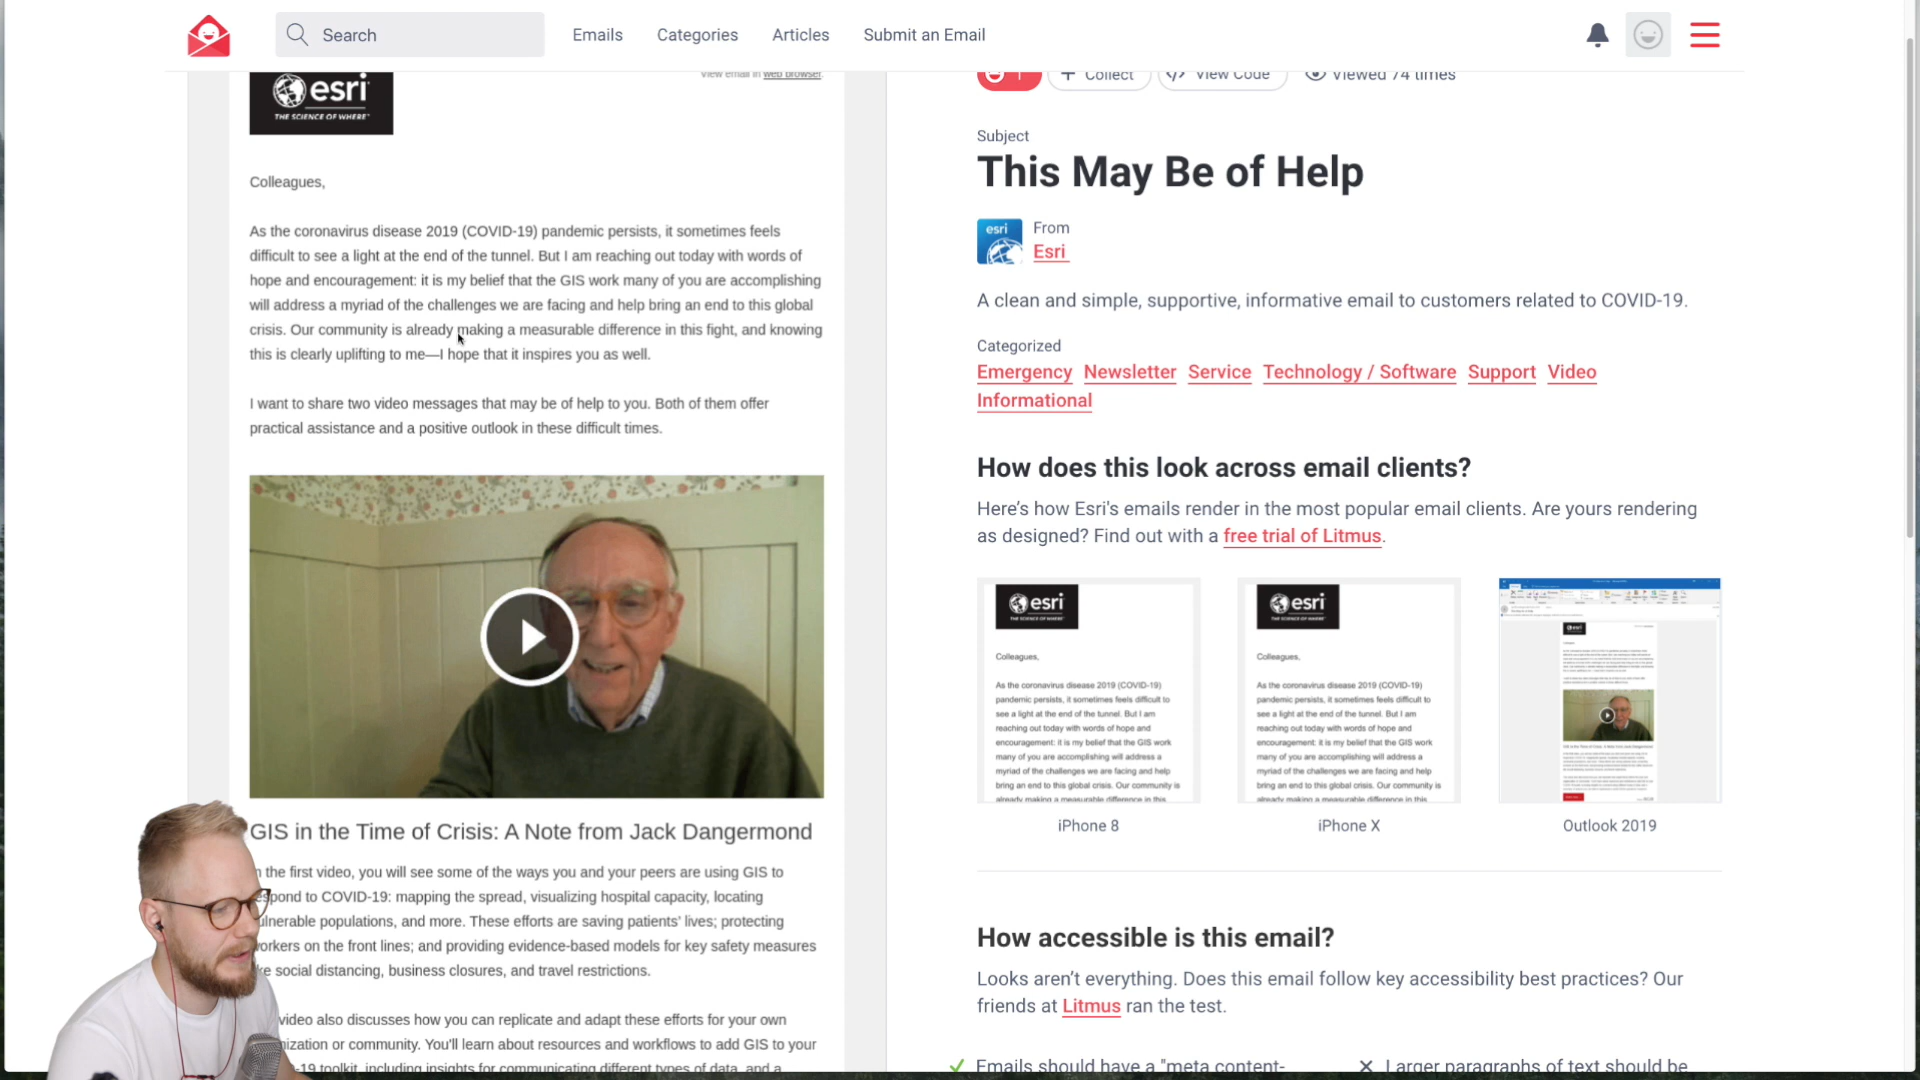 Search
Emails
Categories
Articles
Submit an Email
View email in web browser.
esri
THE SCIENCE OF WHERE
Colleagues,
As the coronavirus disease 2019 (COVID-19) pandemic persists, it sometimes feels
difficult to see a light at the end of the tunnel. But I am reaching out today with words of
hope and encouragement: it is my belief that the GIS work many of you are accomplishing
will address a myriad of the challenges we are facing and help bring an end to this global
crisis. Our community is already making a measurable difference in this fight, and knowing
this is clearly uplifting to me—I hope that it inspires you as well.
I want to share two video messages that may be of help to you. Both of them offer
practical assistance and a positive outlook in these difficult times.
GIS in the Time of Crisis: A Note from Jack Dangermond
the first video, you will see some of the ways you and your peers are using GIS to
to COVID-19: mapping the spread, visualizing hospital capacity, locating
populations, and more. These efforts are saving patients' lives; protecting
on the front lines; and providing evidence-based models for key safety measures
social distancing, business closures, and travel restrictions.
video also discusses how you can replicate and adapt these efforts for your own
or community. You'll learn about resources and workflows to add GIS to your
-19 toolkit, including insights for communicating different types of data, and a
1
+ Collect
View Code
Viewed 74 times
Subject
This May Be of Help
esri
From
Esri
A clean and simple, supportive, informative email to customers related to COVID-19.
Categorized
Emergency Newsletter Service Technology / Software Support Video
Informational
How does this look across email clients?
Here's how Esri's emails render in the most popular email clients. Are yours rendering
as designed? Find out with a free trial of Litmus.
esri
THE SCIENCE OF WHERE
Colleagues,
As the coronavirus disease 2019 (COVID-19)
pandemic persists, it sometimes feels difficult to
see a light at the end of the tunnel. But I am
reaching out today with words of hope and
encouragement: it is my belief that the GIS work
many of you are accomplishing will address a
myriad of the challenges we are facing and help
bring an end to this global crisis. Our community is
already making a measurable difference in this
iPhone 8
esri
THE SCIENCE OF WHERE
Colleagues,
As the coronavirus disease 2019 (COVID-19)
pandemic persists, it sometimes feels difficult to
see a light at the end of the tunnel. But I am
reaching out today with words of hope and
encouragement: it is my belief that the GIS work
many of you are accomplishing will address a
myriad of the challenges we are facing and help
bring an end to this global crisis. Our community is
already making a measurable difference in this
iPhone X
esri
Outlook 2019
How accessible is this email?
Looks aren't everything. Does this email follow key accessibility best practices? Our
friends at Litmus ran the test.
Emails should have a "meta content-
Larger paragraphs of text should be